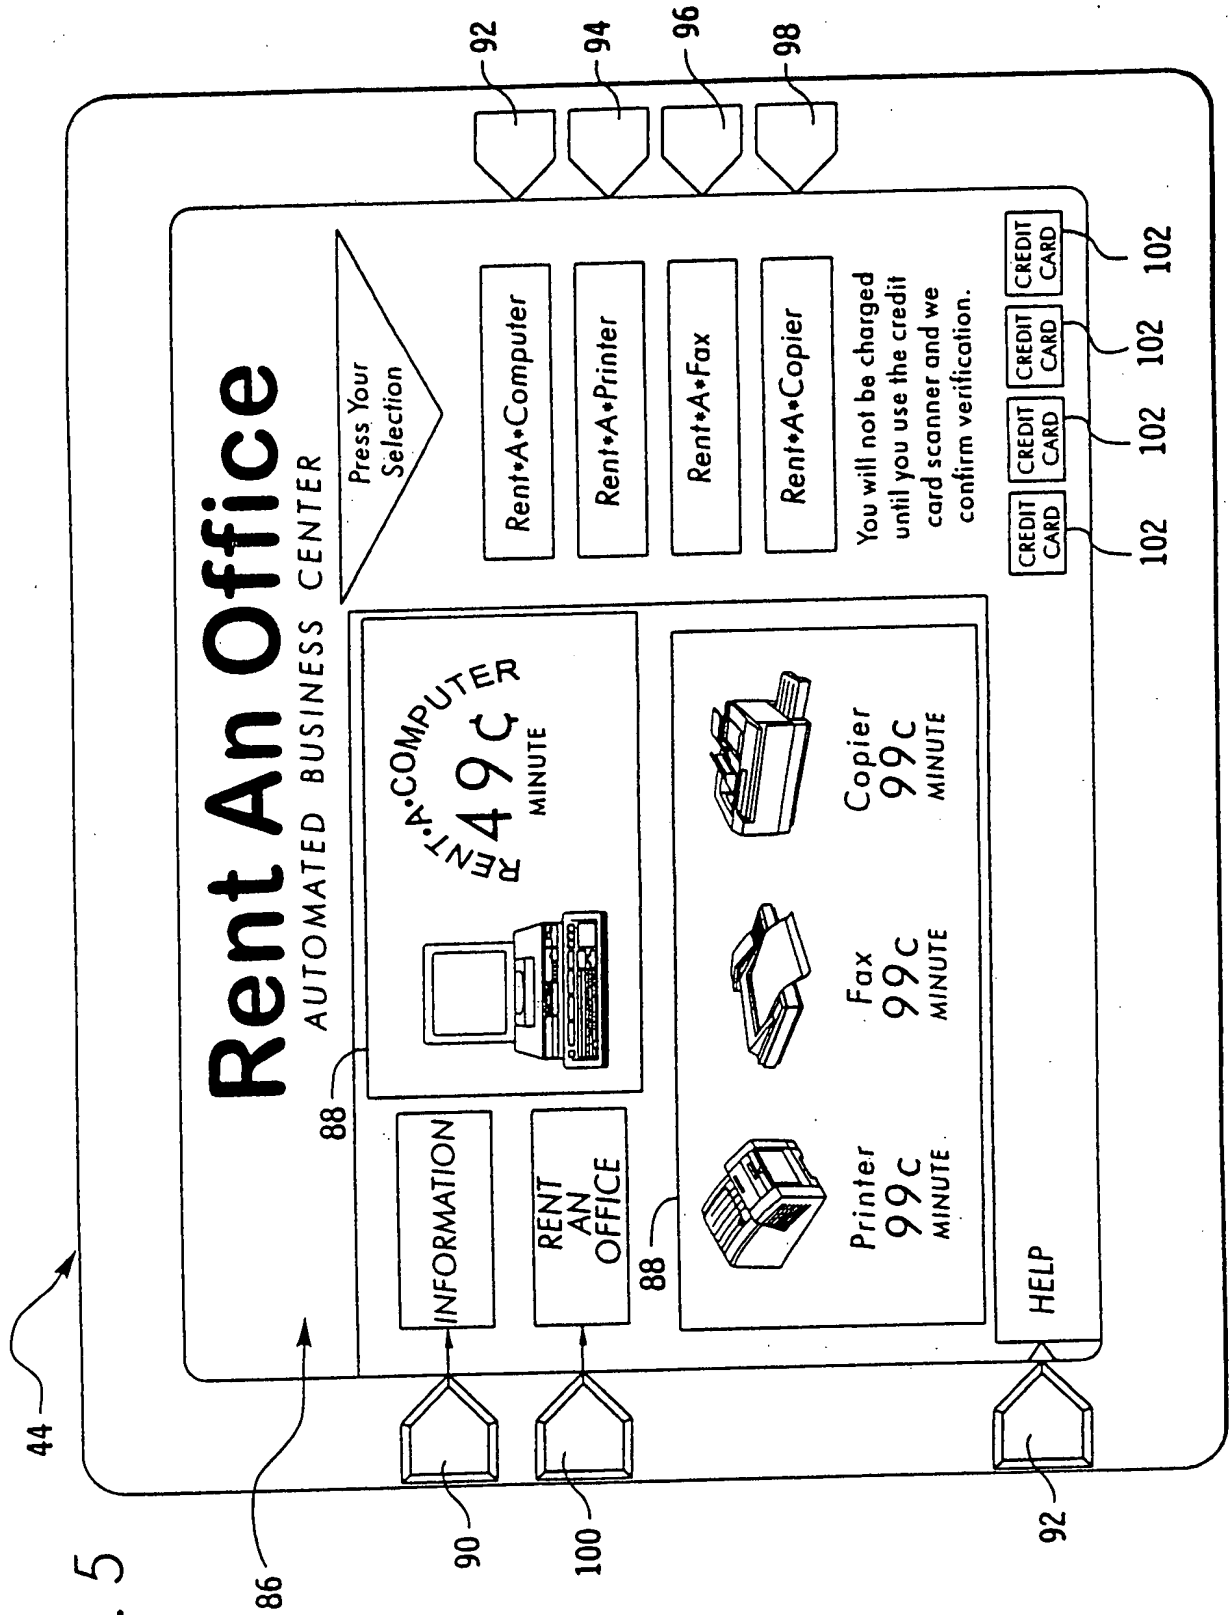 . 5
44
86
Rent An Office
AUTOMATED BUSINESS CENTER
88
90
INFORMATION
RENT•A•COMPUTER
49¢
MINUTE
Press Your
Selection
100
RENT
AN
OFFICE
Rent*A*Computer
92
Rent*A*Printer
94
Rent*A*Fax
96
Rent*A*Copier
98
88
Printer
99c
MINUTE
Fax
99c
MINUTE
Copier
99c
MINUTE
You will not be charged
until you use the credit
card scanner and we
confirm verification.
92
HELP
CREDIT
CARD
CREDIT
CARD
CREDIT
CARD
CREDIT
CARD
102
102
102
102